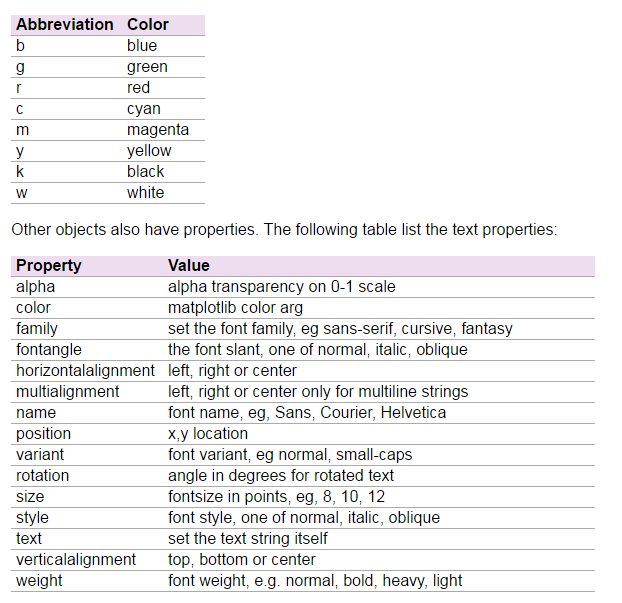 Abbreviation Color
b blue
g green
r red
c cyan
m magenta
y yellow
k black
w white
Other objects also have properties. The following table list the text properties:
Property Value
alpha alpha transparency on 0-1 scale
color matplotlib color arg
family set the font family, eg sans-serif, cursive, fantasy
fontangle the font slant, one of normal, italic, oblique
horizontalalignment left, right or center
multialignment left, right or center only for multiline strings
name font name, eg, Sans, Courier, Helvetica
position x,y location
variant font variant, eg normal, small-caps
rotation angle in degrees for rotated text
size fontsize in points, eg, 8, 10, 12
style font style, one of normal, italic, oblique
text set the text string itself
verticalalignment top, bottom or center
weight font weight, e.g. normal, bold, heavy, light